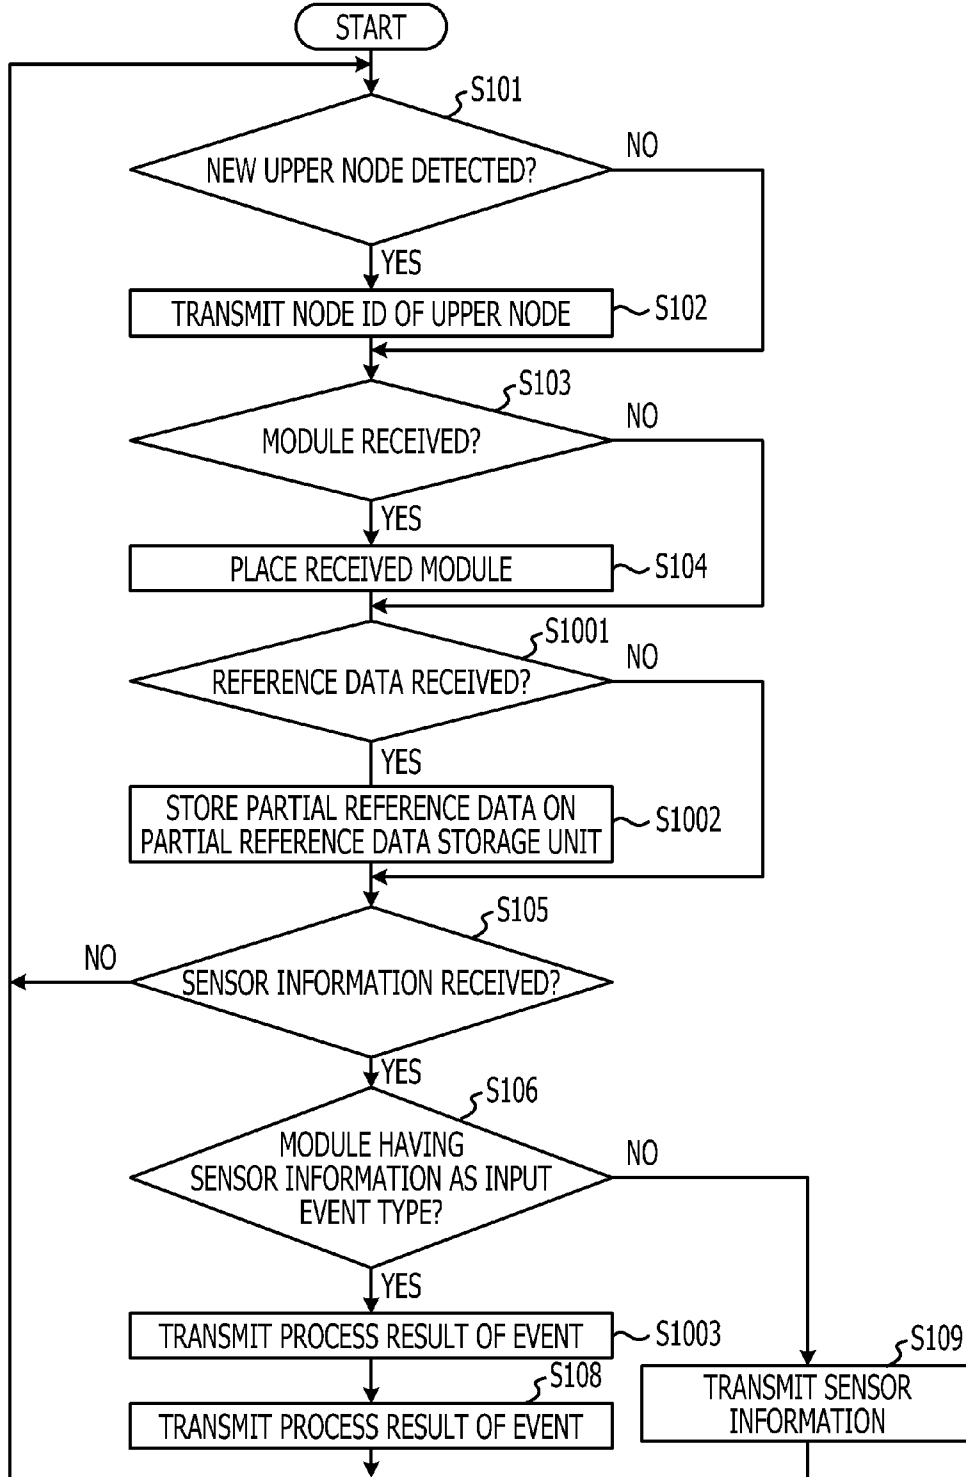 START
S101
NEW UPPER NODE DETECTED?
NO
YES
TRANSMIT NODE ID OF UPPER NODE
S102
S103
MODULE RECEIVED?
NO
YES
PLACE RECEIVED MODULE
S104
S1001
REFERENCE DATA RECEIVED?
NO
YES
STORE PARTIAL REFERENCE DATA ON
PARTIAL REFERENCE DATA STORAGE UNIT
S1002
S105
NO
SENSOR INFORMATION RECEIVED?
YES
S106
MODULE HAVING
SENSOR INFORMATION AS INPUT
EVENT TYPE?
NO
YES
TRANSMIT PROCESS RESULT OF EVENT
S1003
S108
TRANSMIT PROCESS RESULT OF EVENT
S109
TRANSMIT SENSOR
INFORMATION